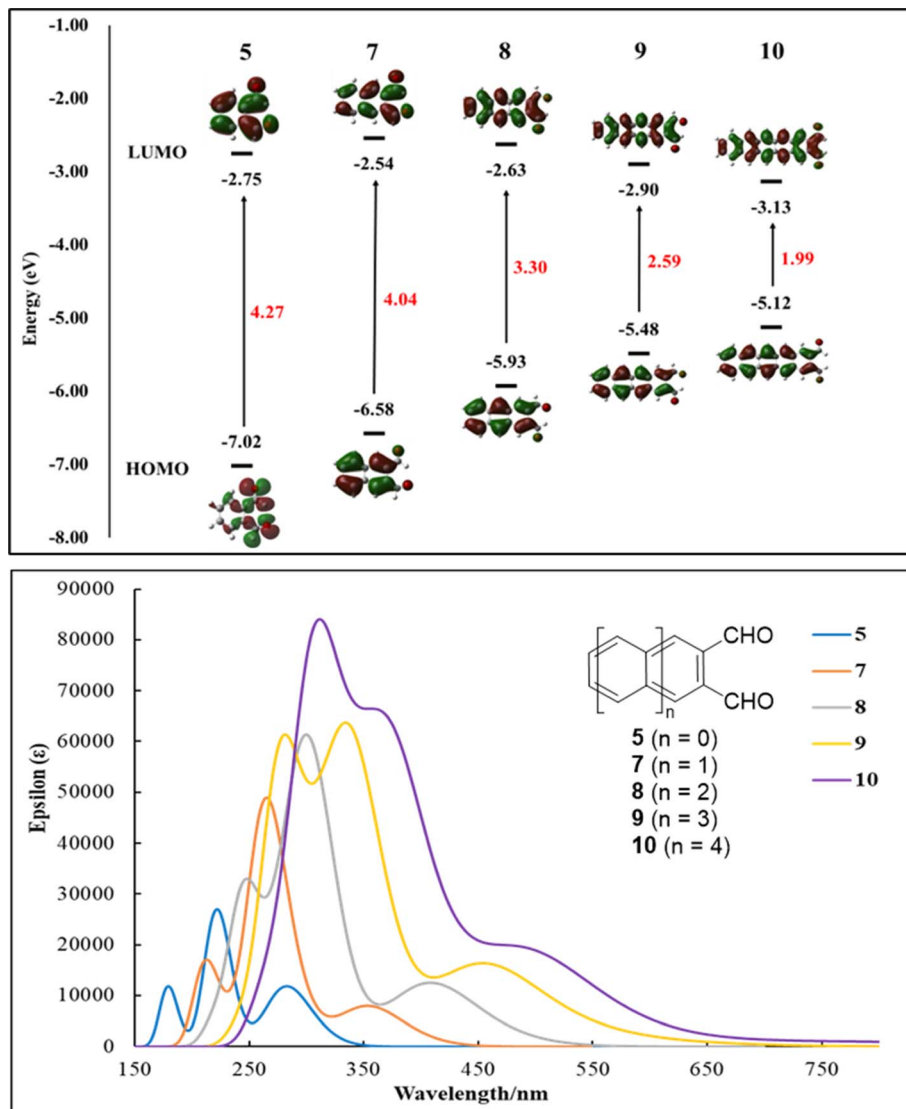 -1.00
5 7 8 9 10
-2.00
LUMO
-3.00
-2.75 -2.54 -2.63 -2.90 -3.13
-4.00
Energy (eV)
4.27 4.04 3.30 2.59 1.99
-5.00
-5.12
-5.48
-5.93
-6.00
-6.58
-7.02
-7.00
HOMO
-8.00
90000
80000
70000
60000
50000
40000
30000
20000
10000
0
Epsilon (ε)
150 250 350 450 550 650 750
Wavelength/nm
CHO
CHO
n
5 (n = 0)
7 (n = 1)
8 (n = 2)
9 (n = 3)
10 (n = 4)
5
7
8
9
10